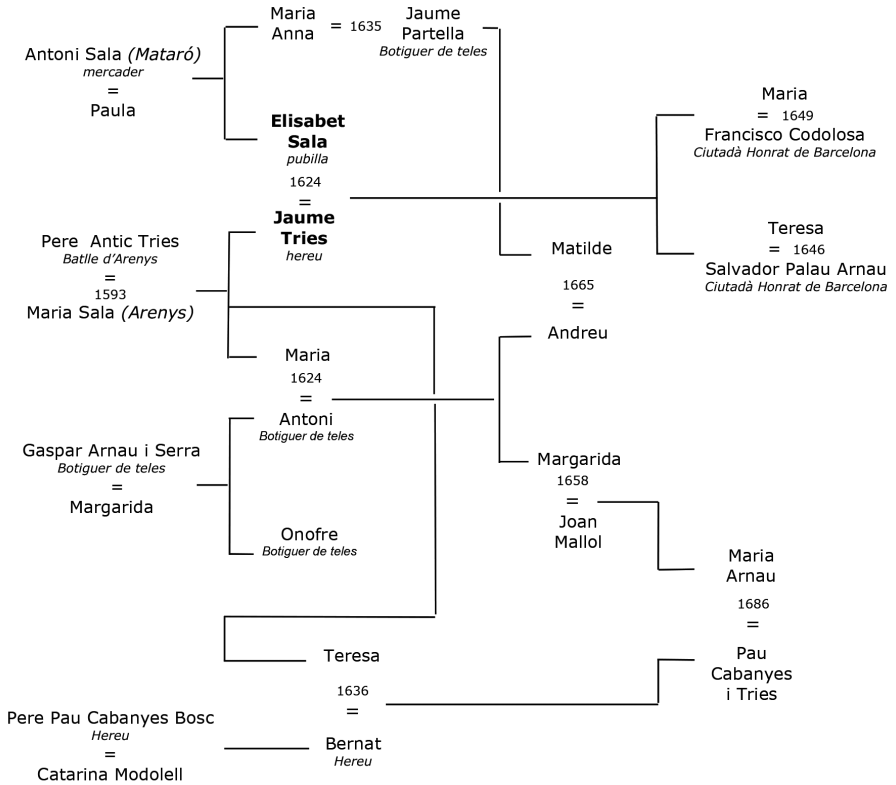 Antoni Sala (Mataró)
mercader
=
Paula
Maria
Anna
= 1635
Jaume
Partella
Botiguer de teles
Elisabet
Sala
pubilla
1624
=
Jaume
Tries
hereu
Maria
= 1649
Francisco Codolosa
Ciutadà Honrat de Barcelona
Teresa
= 1646
Salvador Palau Arnau
Ciutadà Honrat de Barcelona
Pere Antic Tries
Batlle d'Arenys
=
1593
Maria Sala (Arenys)
Matilde
1665
=
Andreu
Maria
1624
=
Antoni
Botiguer de teles
Gaspar Arnau i Serra
Botiguer de teles
=
Margarida
Onofre
Botiguer de teles
Margarida
1658
=
Joan
Mallol
Maria
Arnau
1686
=
Pau
Cabanyes
i Tries
Teresa
1636
=
Bernat
Hereu
Pere Pau Cabanyes Bosc
Hereu
=
Catarina Modolell